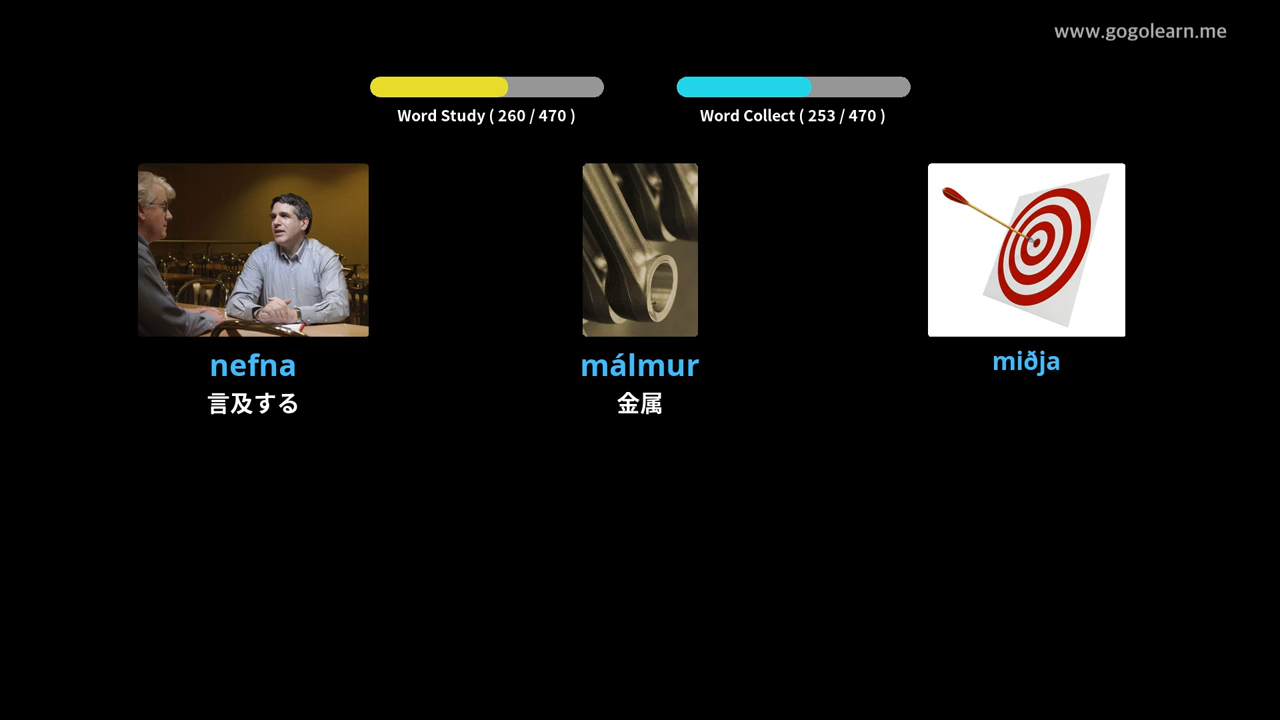 www.gogolearn.me
Word Study ( 260 / 470 )
Word Collect ( 253 / 470 )
nefna
言及する
málmur
金属
miðja